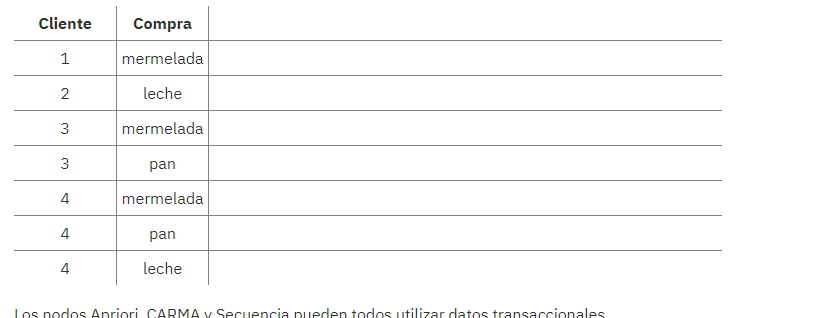 Cliente Compra
1 mermelada
2 leche
3 mermelada
3 pan
4 mermelada
4 pan
4 leche
Los nodos Apriori, CARMA y Secuencia pueden todos utilizar datos transaccionales